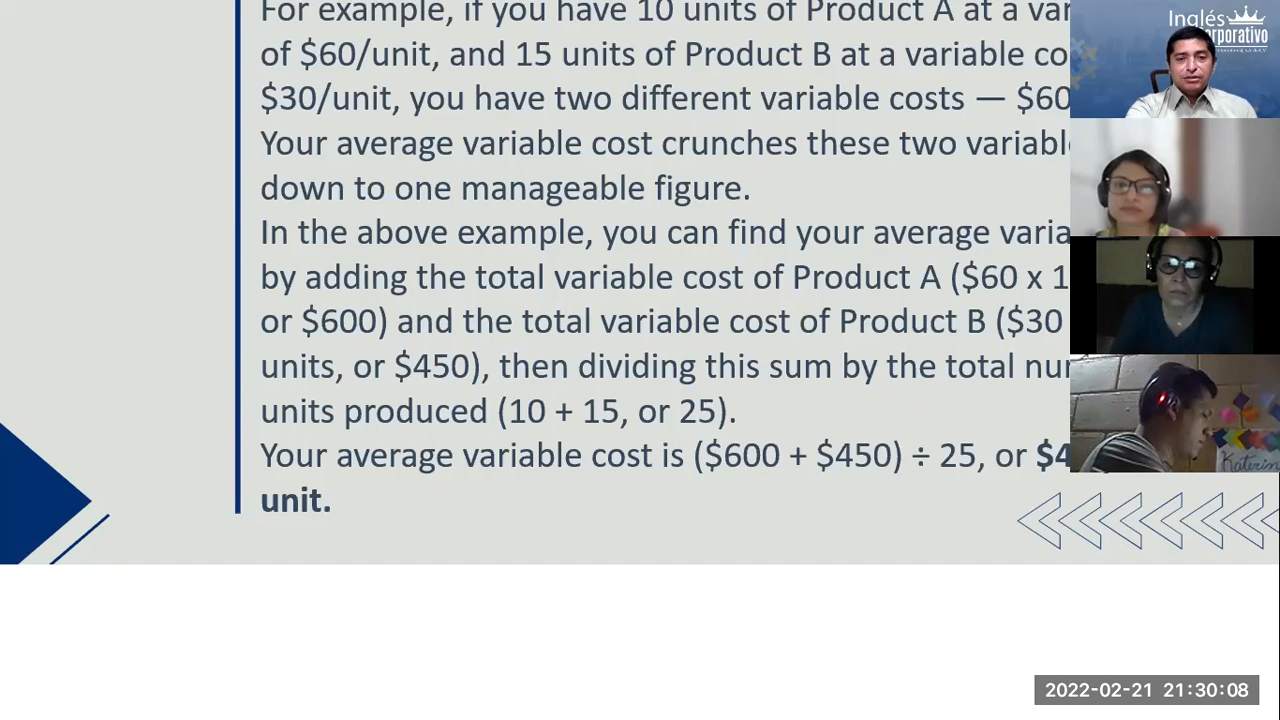 For example, if you have 10 units of Product A at a var
of $60/unit, and 15 units of Product B at a variable co
$30/unit, you have two different variable costs — $60
Your average variable cost crunches these two variabl
down to one manageable figure.
In the above example, you can find your average varia
by adding the total variable cost of Product A ($60 x 1
or $600) and the total variable cost of Product B ($30
units, or $450), then dividing this sum by the total nu
units produced (10 + 15, or 25).
Your average variable cost is ($600 + $450) ÷ 25, or $4
unit.
Inglés
rporativo
Katerin
2022-02-21 21:30:08